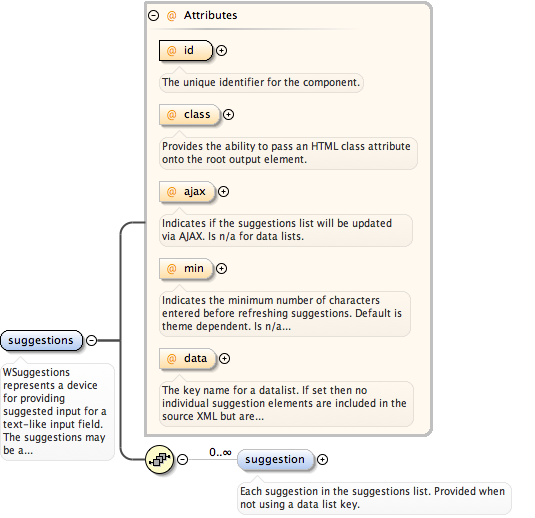 @ Attributes
@ id
The unique identifier for the component.
@ class
Provides the ability to pass an HTML class attribute
onto the root output element.
@ ajax
Indicates if the suggestions list will be updated
via AJAX. Is n/a for data lists.
@ min
Indicates the minimum number of characters
entered before refreshing suggestions. Default is
theme dependent. Is n/a...
@ data
The key name for a datalist. If set then no
individual suggestion elements are included in the
source XML but are...
suggestions
WSuggestions
represents a device
for providing
suggested input for a
text-like input field.
The suggestions may
be a...
0..∞
suggestion
Each suggestion in the suggestions list. Provided when
not using a data list key.